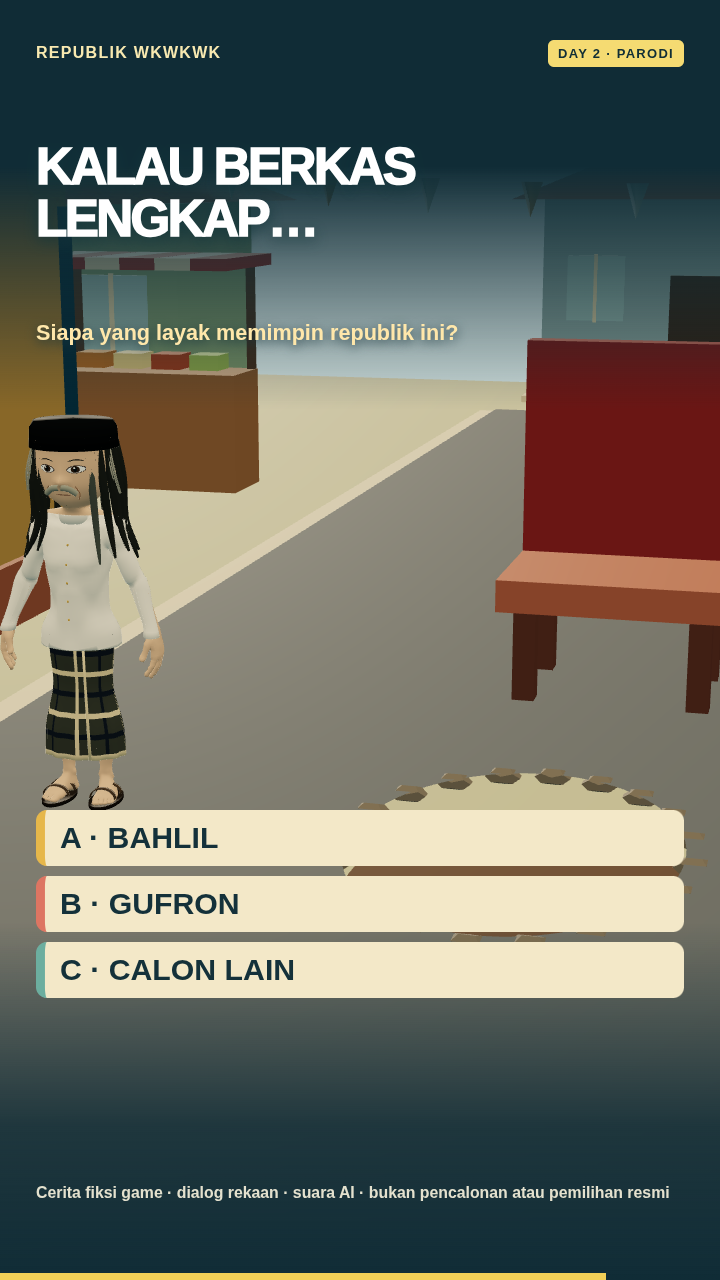 REPUBLIK WKWKWK
DAY 2 · PARODI
KALAU BERKAS
LENGKAP…
Siapa yang layak memimpin republik ini?
A · BAHLIL
B · GUFRON
C · CALON LAIN
Cerita fiksi game · dialog rekaan · suara AI · bukan pencalonan atau pemilihan resmi